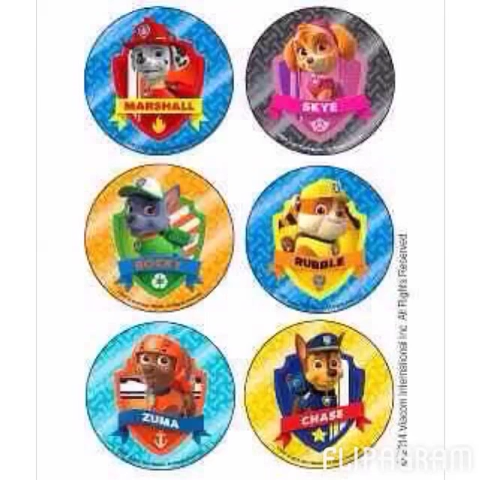 MARSHALL
SKYE
ROCKY
RUBBLE
ZUMA
CHASE
© 2014 Viacom International Inc. All Rights Reserved.
FLIPAGRAM